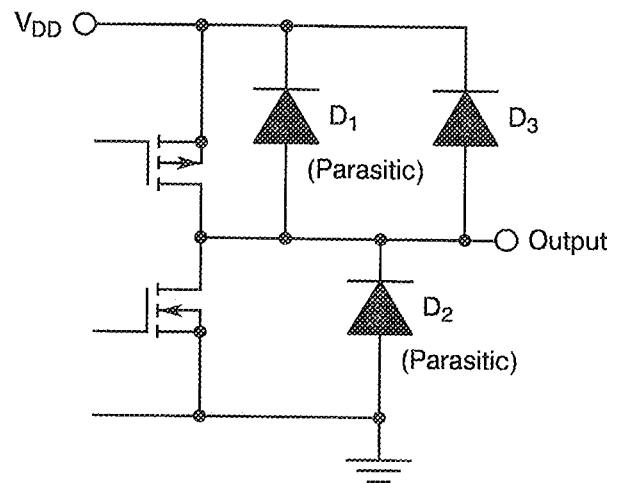 VDD
D1
(Parasitic)
D3
Output
D2
(Parasitic)